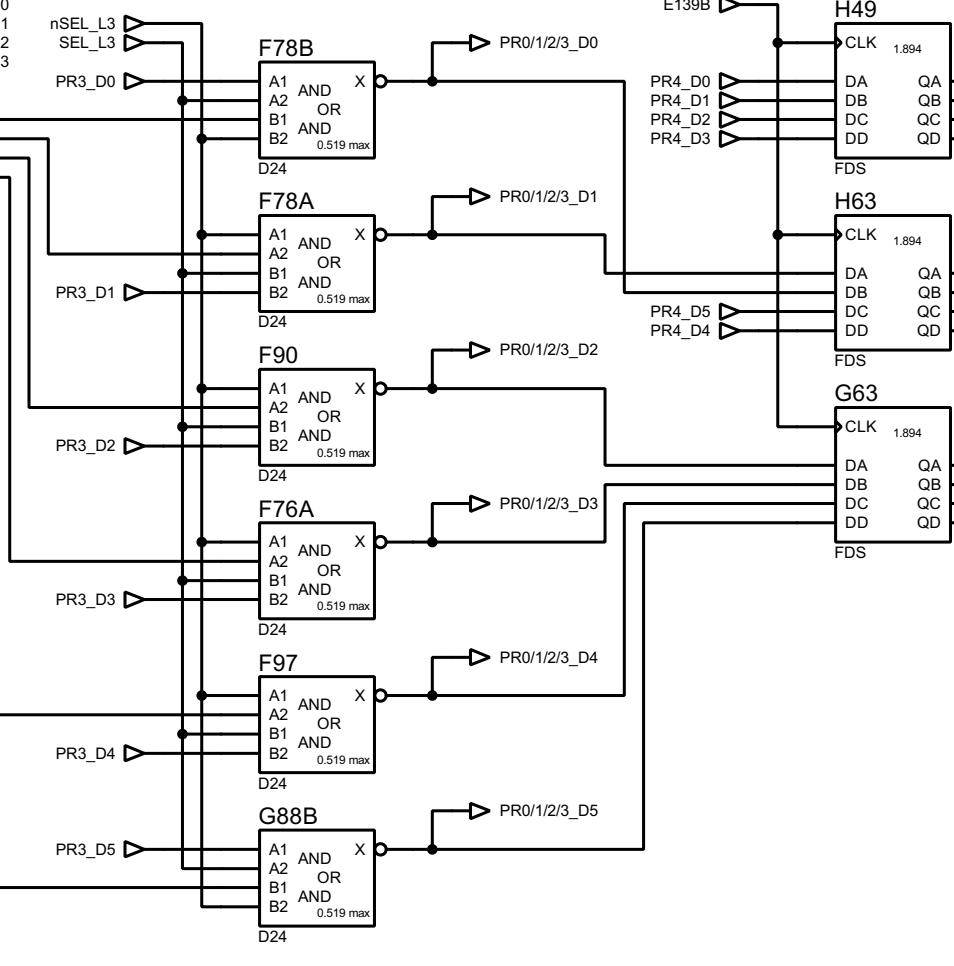 0
1
2
3
nSEL_L3
SEL_L3
PR3_D0
F78B
A1 AND X
A2 OR
B1 AND
B2 0.519 max
D24
PR0/1/2/3_D0
F78A
A1 AND X
A2 OR
B1 AND
B2 0.519 max
D24
PR3_D1
PR0/1/2/3_D1
F90
A1 AND X
A2 OR
B1 AND
B2 0.519 max
D24
PR3_D2
PR0/1/2/3_D2
F76A
A1 AND X
A2 OR
B1 AND
B2 0.519 max
D24
PR3_D3
PR0/1/2/3_D3
F97
A1 AND X
A2 OR
B1 AND
B2 0.519 max
D24
PR3_D4
PR0/1/2/3_D4
G88B
A1 AND X
A2 OR
B1 AND
B2 0.519 max
D24
PR3_D5
PR0/1/2/3_D5
E139B
H49
CLK 1.894
PR4_D0 DA QA
PR4_D1 DB QB
PR4_D2 DC QC
PR4_D3 DD QD
FDS
H63
CLK 1.894
DA QA
DB QB
PR4_D5 DC QC
PR4_D4 DD QD
FDS
G63
CLK 1.894
DA QA
DB QB
DC QC
DD QD
FDS